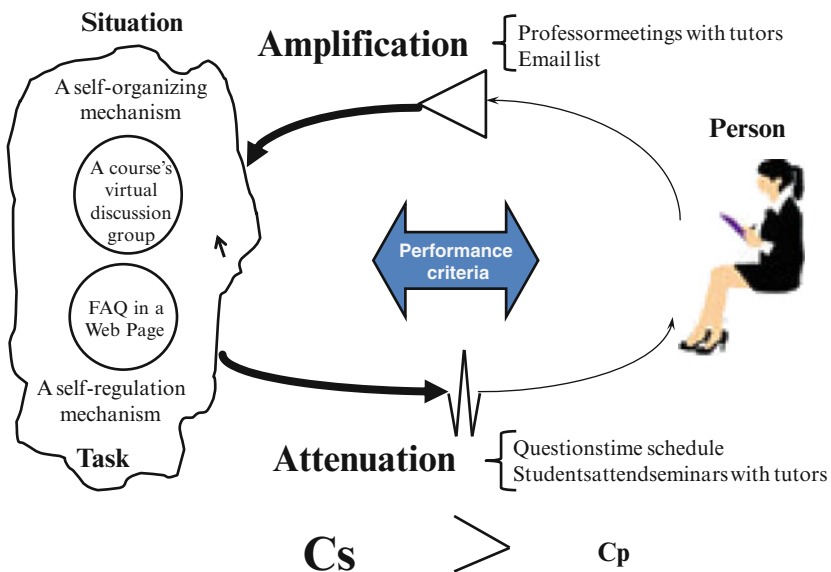 Situation
A self-organizing
mechanism
A course's
virtual
discussion
group
FAQ in a
Web Page
A self-regulation
mechanism
Task
Amplification
Professormeetings with tutors
Email list
Person
Performance
criteria
Attenuation
Questionstime schedule
Studentsattendseminars with tutors
Cs > Cp